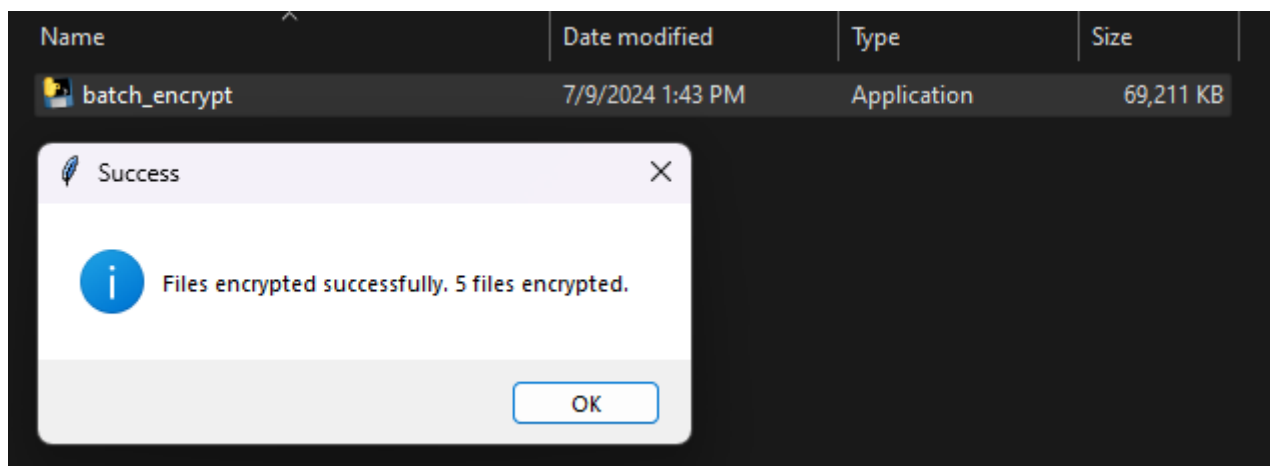 Name Date modified Type Size
batch_encrypt 7/9/2024 1:43 PM Application 69,211 KB
Success
Files encrypted successfully. 5 files encrypted.
OK